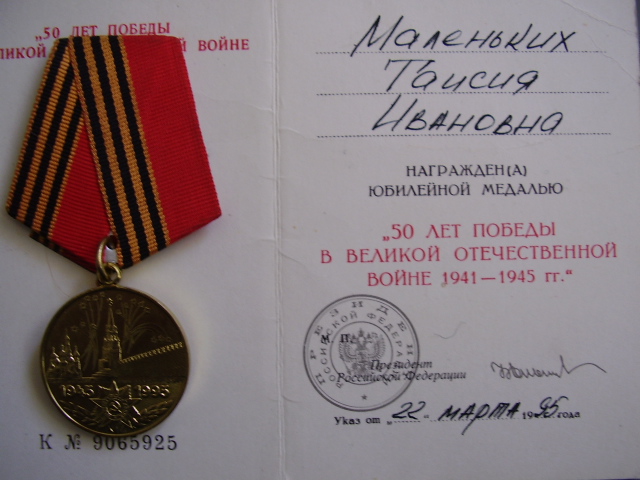 „50 ЛЕТ ПОБЕДЫ
ВОЙНЕ
1945 1995
К № 9065925
Маленьких
Таисия
Ивановна
НАГРАЖДЕН(А)
ЮБИЛЕЙНОЙ МЕДАЛЬЮ
„50 ЛЕТ ПОБЕДЫ
В ВЕЛИКОЙ ОТЕЧЕСТВЕННОЙ
ВОЙНЕ 1941—1945 гг.“
М. П.
Президент
Российской Федерации
Указ от „22“ марта 1995 года